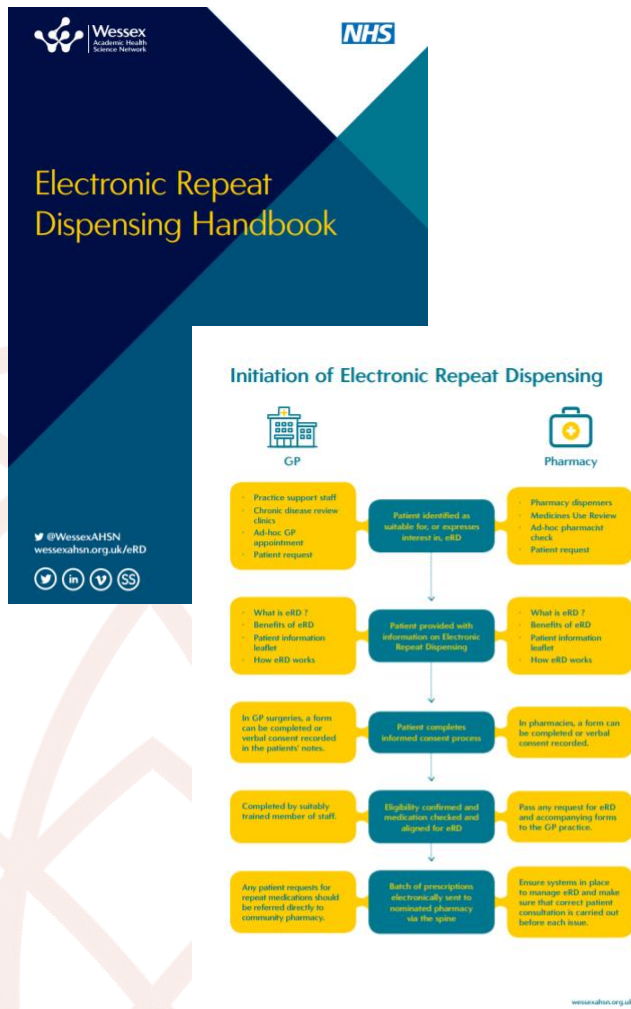 Wessex
Academic Health
Science Network
NHS
Electronic Repeat
Dispensing Handbook
@WessexAHSN
wessexahsn.org.uk/eRD
in
SS
Initiation of Electronic Repeat Dispensing
GP
Pharmacy
· Practice support staff
· Chronic disease review
clinics
· Ad-hoc GP
appointment
· Patient request
Patient identified as
suitable for, or expresses
interest in, eRD
· Pharmacy dispensers
· Medicines Use Review
· Ad-hoc pharmacist
check
· Patient request
· What is eRD ?
· Benefits of eRD
· Patient information
leaflet
· How eRD works
Patient provided with
information on Electronic
Repeat Dispensing
· What is eRD ?
· Benefits of eRD
· Patient information
leaflet
· How eRD works
In GP surgeries, a form
can be completed or
verbal consent recorded
in the patients' notes.
Patient completes
informed consent process
In pharmacies, a form can
be completed or verbal
consent recorded.
Completed by suitably
trained member of staff.
Eligibility confirmed and
medication checked and
aligned for eRD
Pass any request for eRD
and accompanying forms
to the GP practice.
Any patient requests for
repeat medications should
be referred directly to
community pharmacy.
Batch of prescriptions
electronically sent to
nominated pharmacy
via the spine
Ensure systems in place
to manage eRD and make
sure that correct patient
consultation is carried out
before each issue.
wessexahsn.org.uk